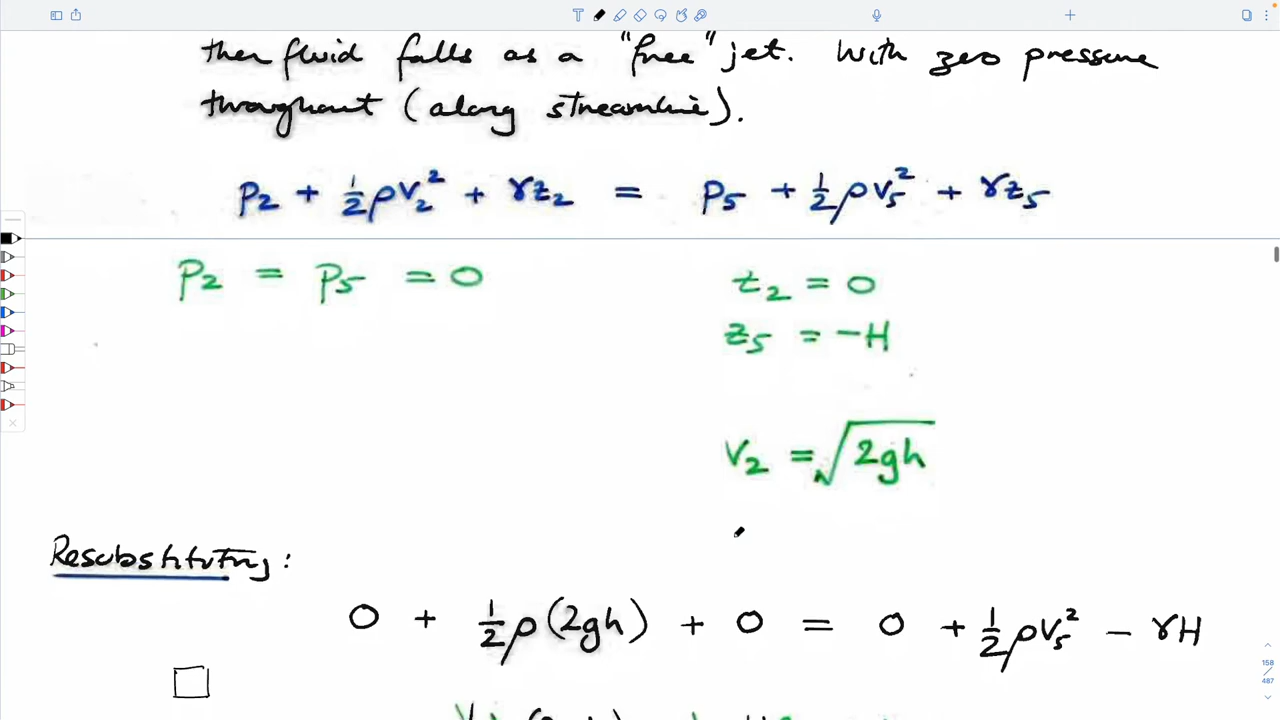 then fluid falls as a "free" jet. With zero pressure
throughout (along streamline).
p₂ + ½ρv₂² + γz₂ = p₅ + ½ρv₅² + γz₅
p₂ = p₅ = 0
z₂ = 0
z₅ = -H
v₂ = √2gh
Resubstituting:
0 + ½ρ(2gh) + 0 = 0 + ½ρv₅² - γH
158
/
487